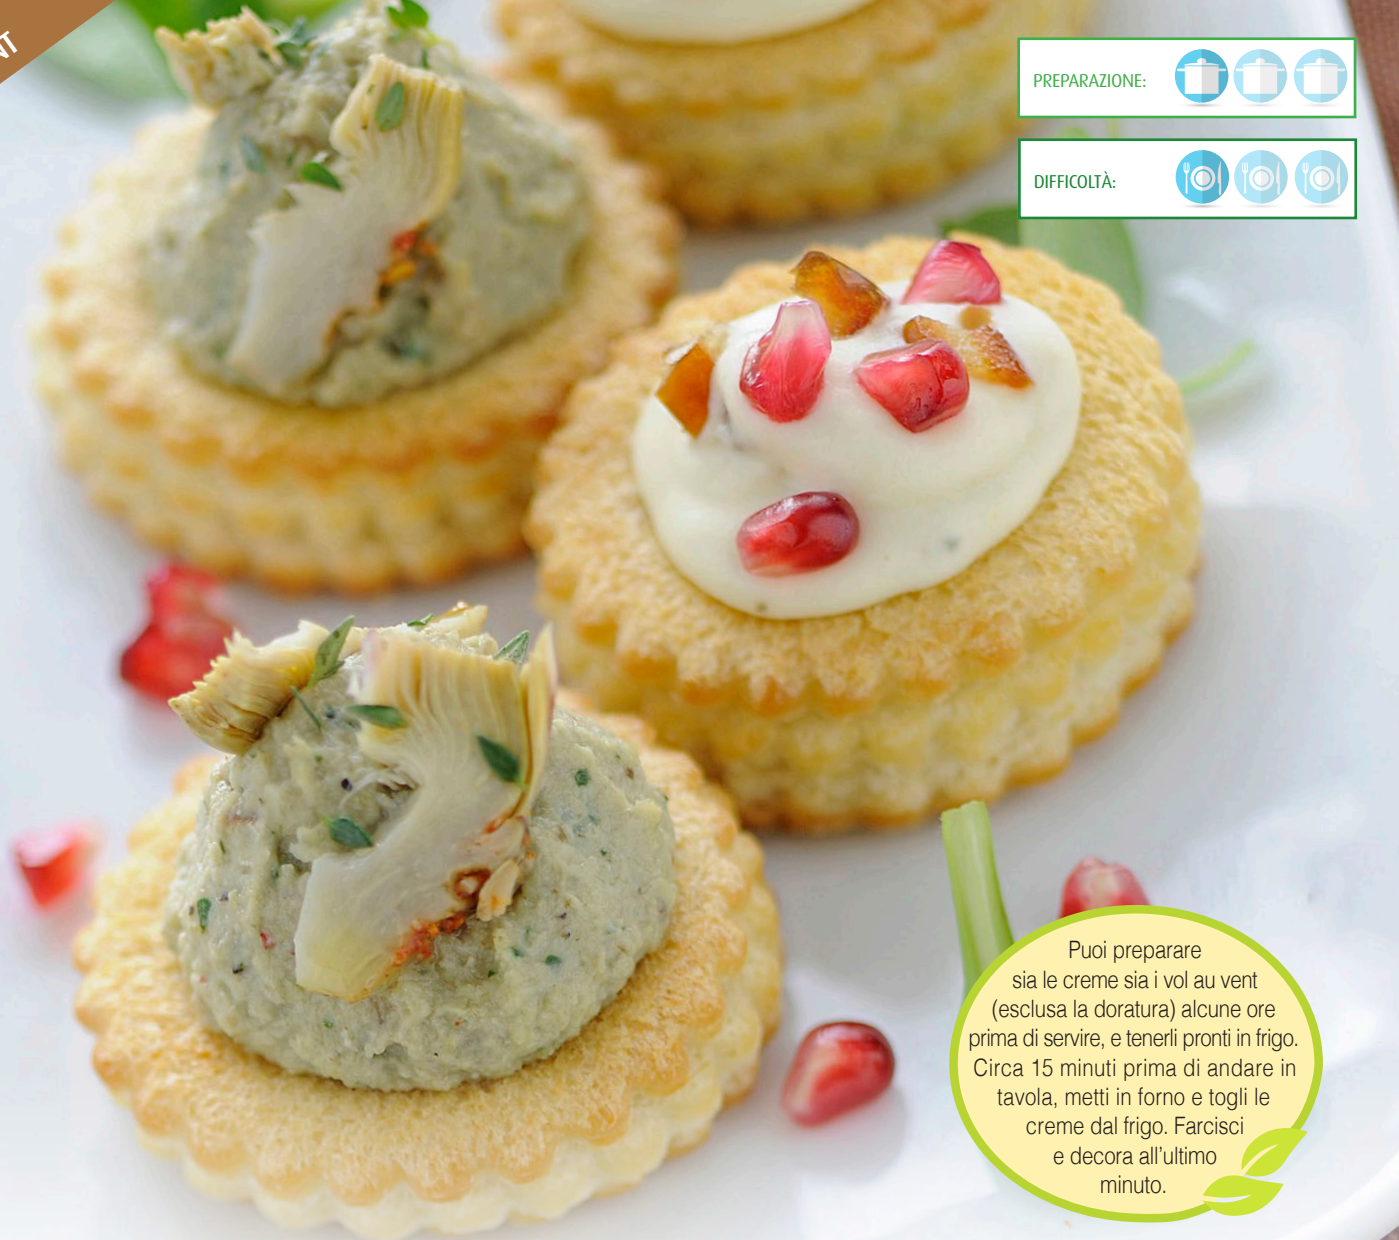 PREPARAZIONE:
DIFFICOLTÀ:
Puoi preparare
sia le creme sia i vol au vent
(esclusa la doratura) alcune ore
prima di servire, e tenerli pronti in frigo.
Circa 15 minuti prima di andare in
tavola, metti in forno e togli le
creme dal frigo. Farcisci
e decora all'ultimo
minuto.